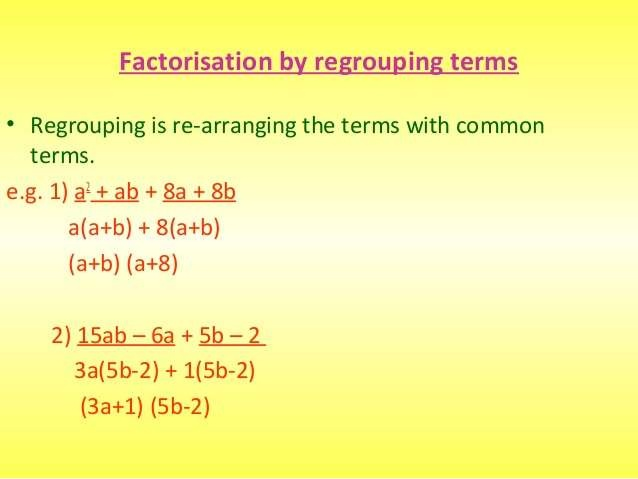 Factorisation by regrouping terms
• Regrouping is re-arranging the terms with common
terms.
e.g. 1) a² + ab + 8a + 8b
a(a+b) + 8(a+b)
(a+b) (a+8)
2) 15ab – 6a + 5b – 2
3a(5b-2) + 1(5b-2)
(3a+1) (5b-2)